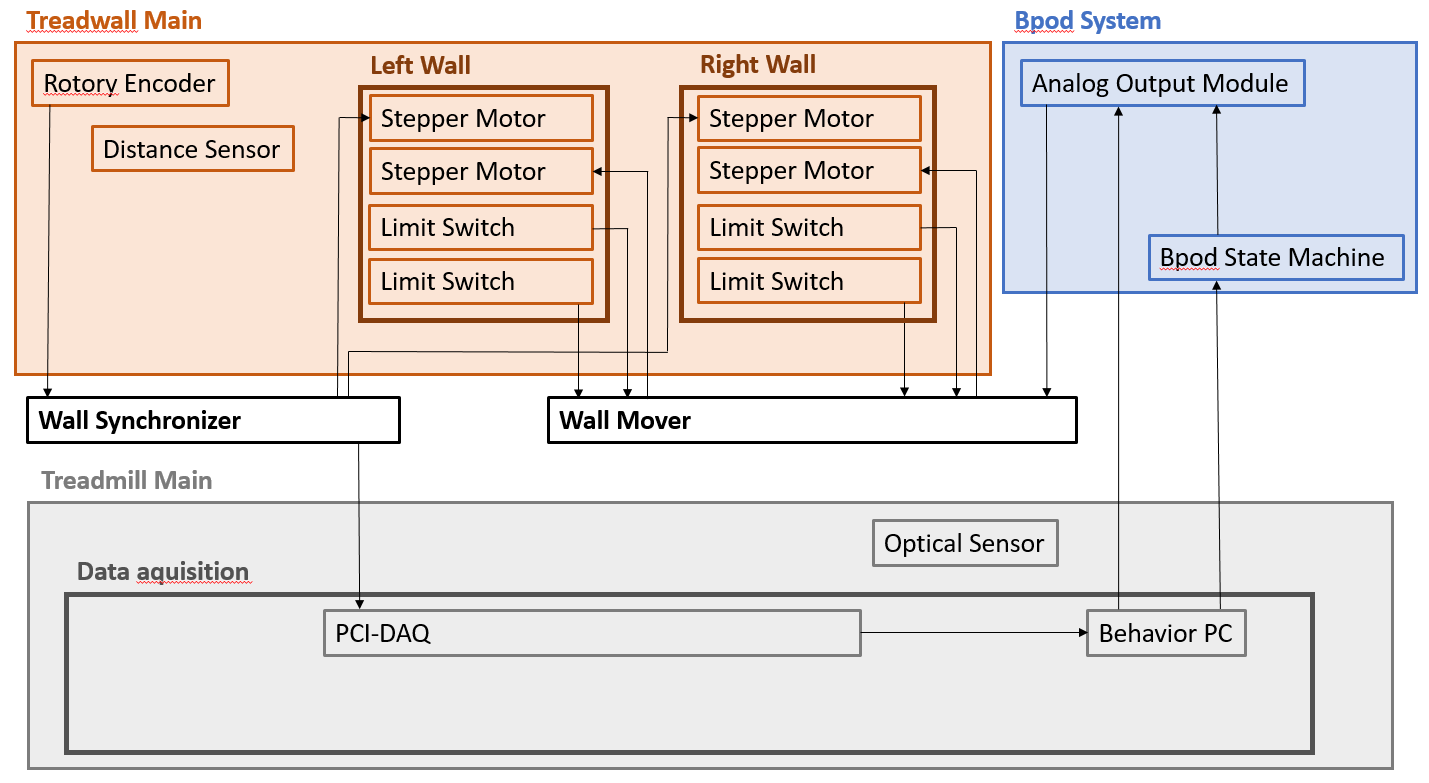 Treadwall Main
Bpod System
Rotory Encoder
Distance Sensor
Left Wall
Stepper Motor
Stepper Motor
Limit Switch
Limit Switch
Right Wall
Stepper Motor
Stepper Motor
Limit Switch
Limit Switch
Analog Output Module
Bpod State Machine
Wall Synchronizer
Wall Mover
Treadmill Main
Optical Sensor
Data aquisition
PCI-DAQ
Behavior PC